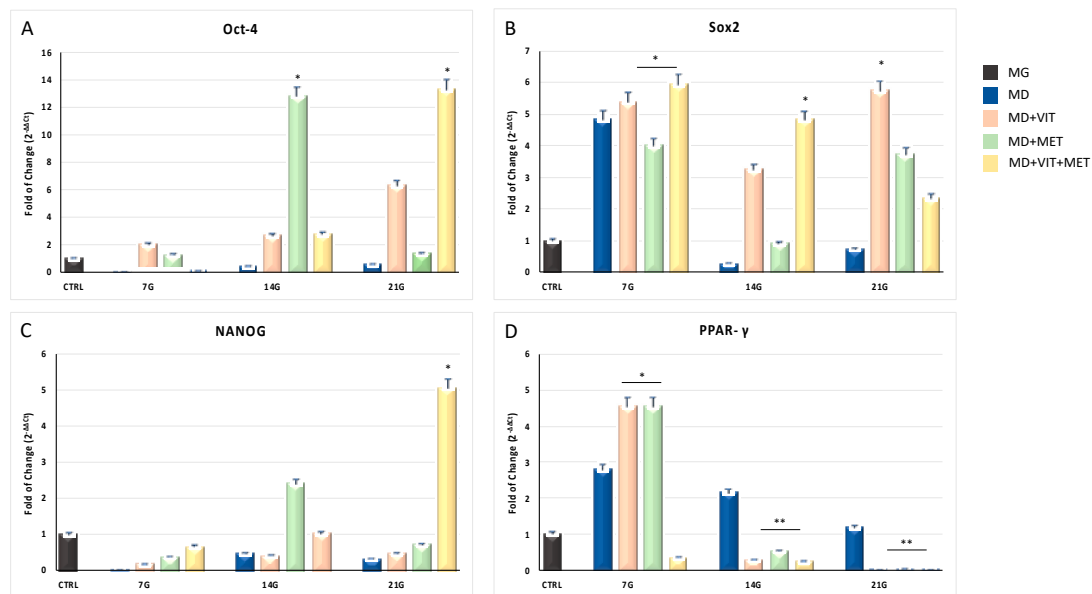 A
Oct-4
Fold of Change (2^-ΔΔCt)
16
14
12
10
8
6
4
2
0
*
*
CTRL 7G 14G 21G
B
Sox2
Fold of Change (2^-ΔΔCt)
7
6
5
4
3
2
1
0
*
*
*
CTRL 7G 14G 21G
MG
MD
MD+VIT
MD+MET
MD+VIT+MET
C
NANOG
Fold of Change (2^-ΔΔCt)
6
5
4
3
2
1
0
*
CTRL 7G 14G 21G
D
PPAR- γ
Fold of Change (2^-ΔΔCt)
6
5
4
3
2
1
0
*
**
**
CTRL 7G 14G 21G